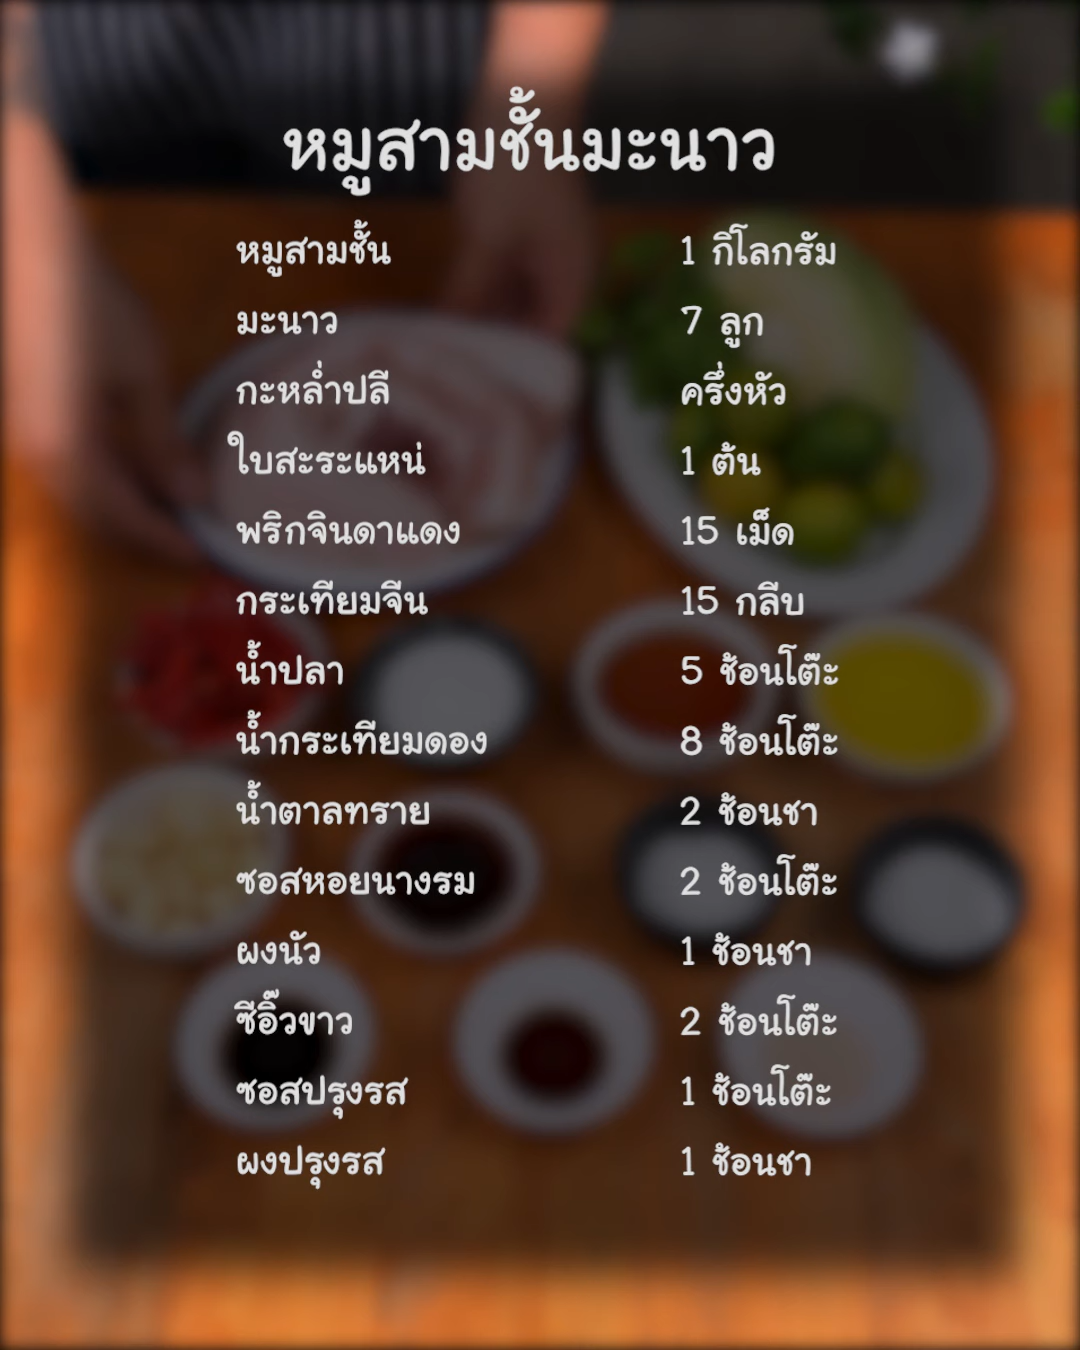 หมูสามชั้นมะนาว
หมูสามชั้น 1 กิโลกรัม
มะนาว 7 ลูก
กะหล่ำปลี ครึ่งหัว
ใบสะระแหน่ 1 ต้น
พริกจินดาแดง 15 เม็ด
กระเทียมจีน 15 กลีบ
น้ำปลา 5 ช้อนโต๊ะ
น้ำกระเทียมดอง 8 ช้อนโต๊ะ
น้ำตาลทราย 2 ช้อนชา
ซอสหอยนางรม 2 ช้อนโต๊ะ
ผงนัว 1 ช้อนชา
ซีอิ๊วขาว 2 ช้อนโต๊ะ
ซอสปรุงรส 1 ช้อนโต๊ะ
ผงปรุงรส 1 ช้อนชา